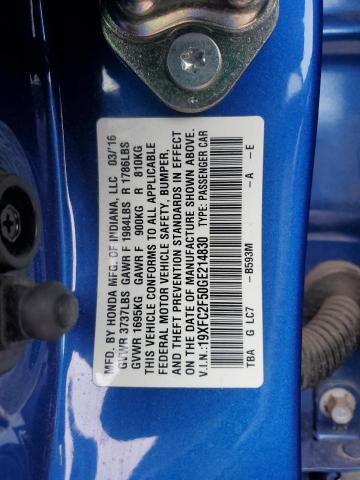 MFD. BY HONDA MFG. OF INDIANA, LLC 03/'16
GVWR 3737LBS GAWR F 1984LBS R 1786LBS
GVWR 1695KG GAWR F 900KG R 810KG
THIS VEHICLE CONFORMS TO ALL APPLICABLE
FEDERAL MOTOR VEHICLE SAFETY, BUMPER,
AND THEFT PREVENTION STANDARDS IN EFFECT
ON THE DATE OF MANUFACTURE SHOWN ABOVE.
V.I.N.:19XFC2F50GE214830 TYPE: PASSENGER CAR
TBA G LC7 - B593M - A - E